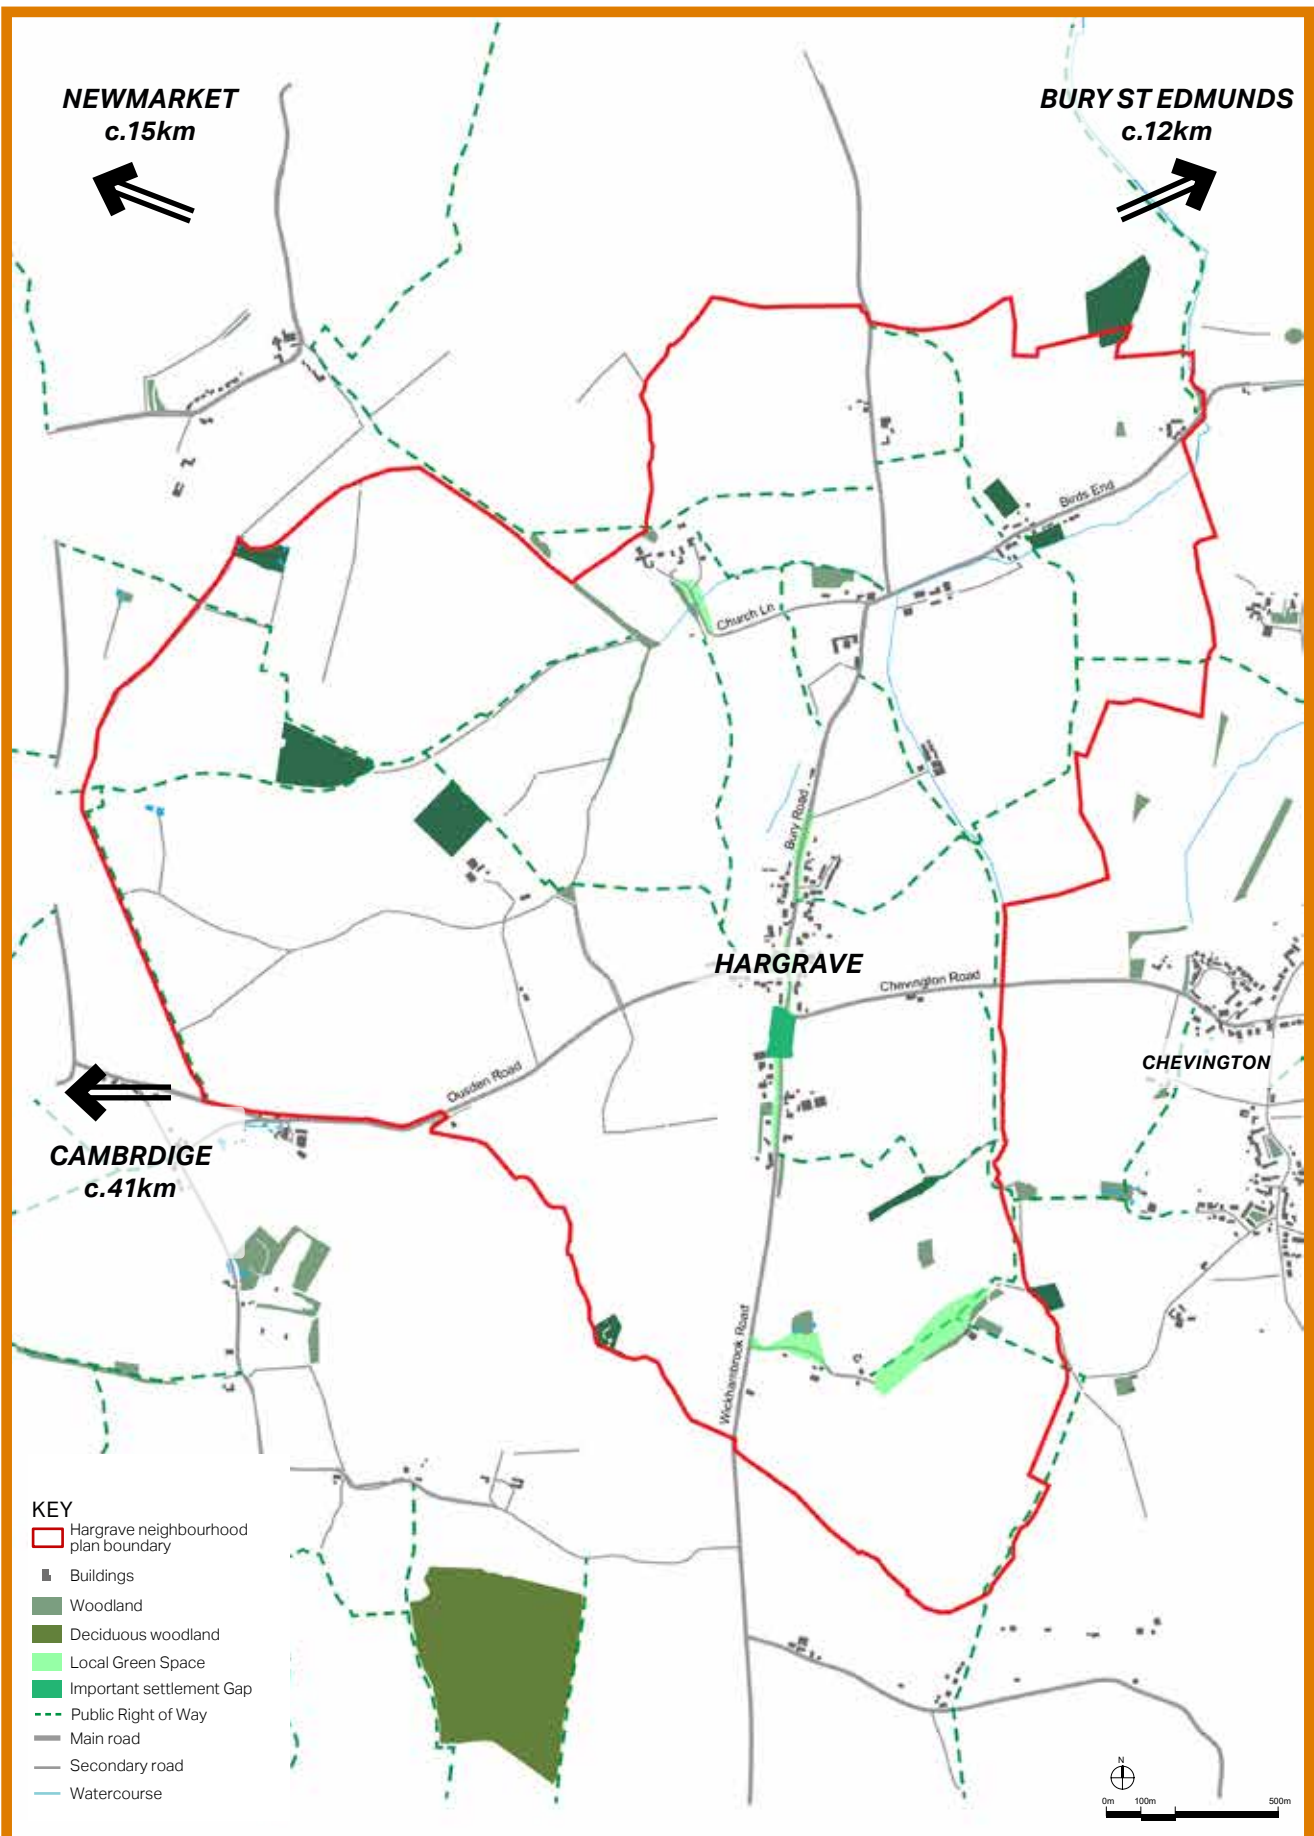 NEWMARKET
c.15km
BURY ST EDMUNDS
c.12km
Birds End
Church Ln
Bury Road
HARGRAVE
Chevington Road
CHEVINGTON
Ousden Road
CAMBRDIGE
c.41km
Wickhambrook Road
KEY
Hargrave neighbourhood
plan boundary
Buildings
Woodland
Deciduous woodland
Local Green Space
Important settlement Gap
Public Right of Way
Main road
Secondary road
Watercourse
N
0m 100m 500m